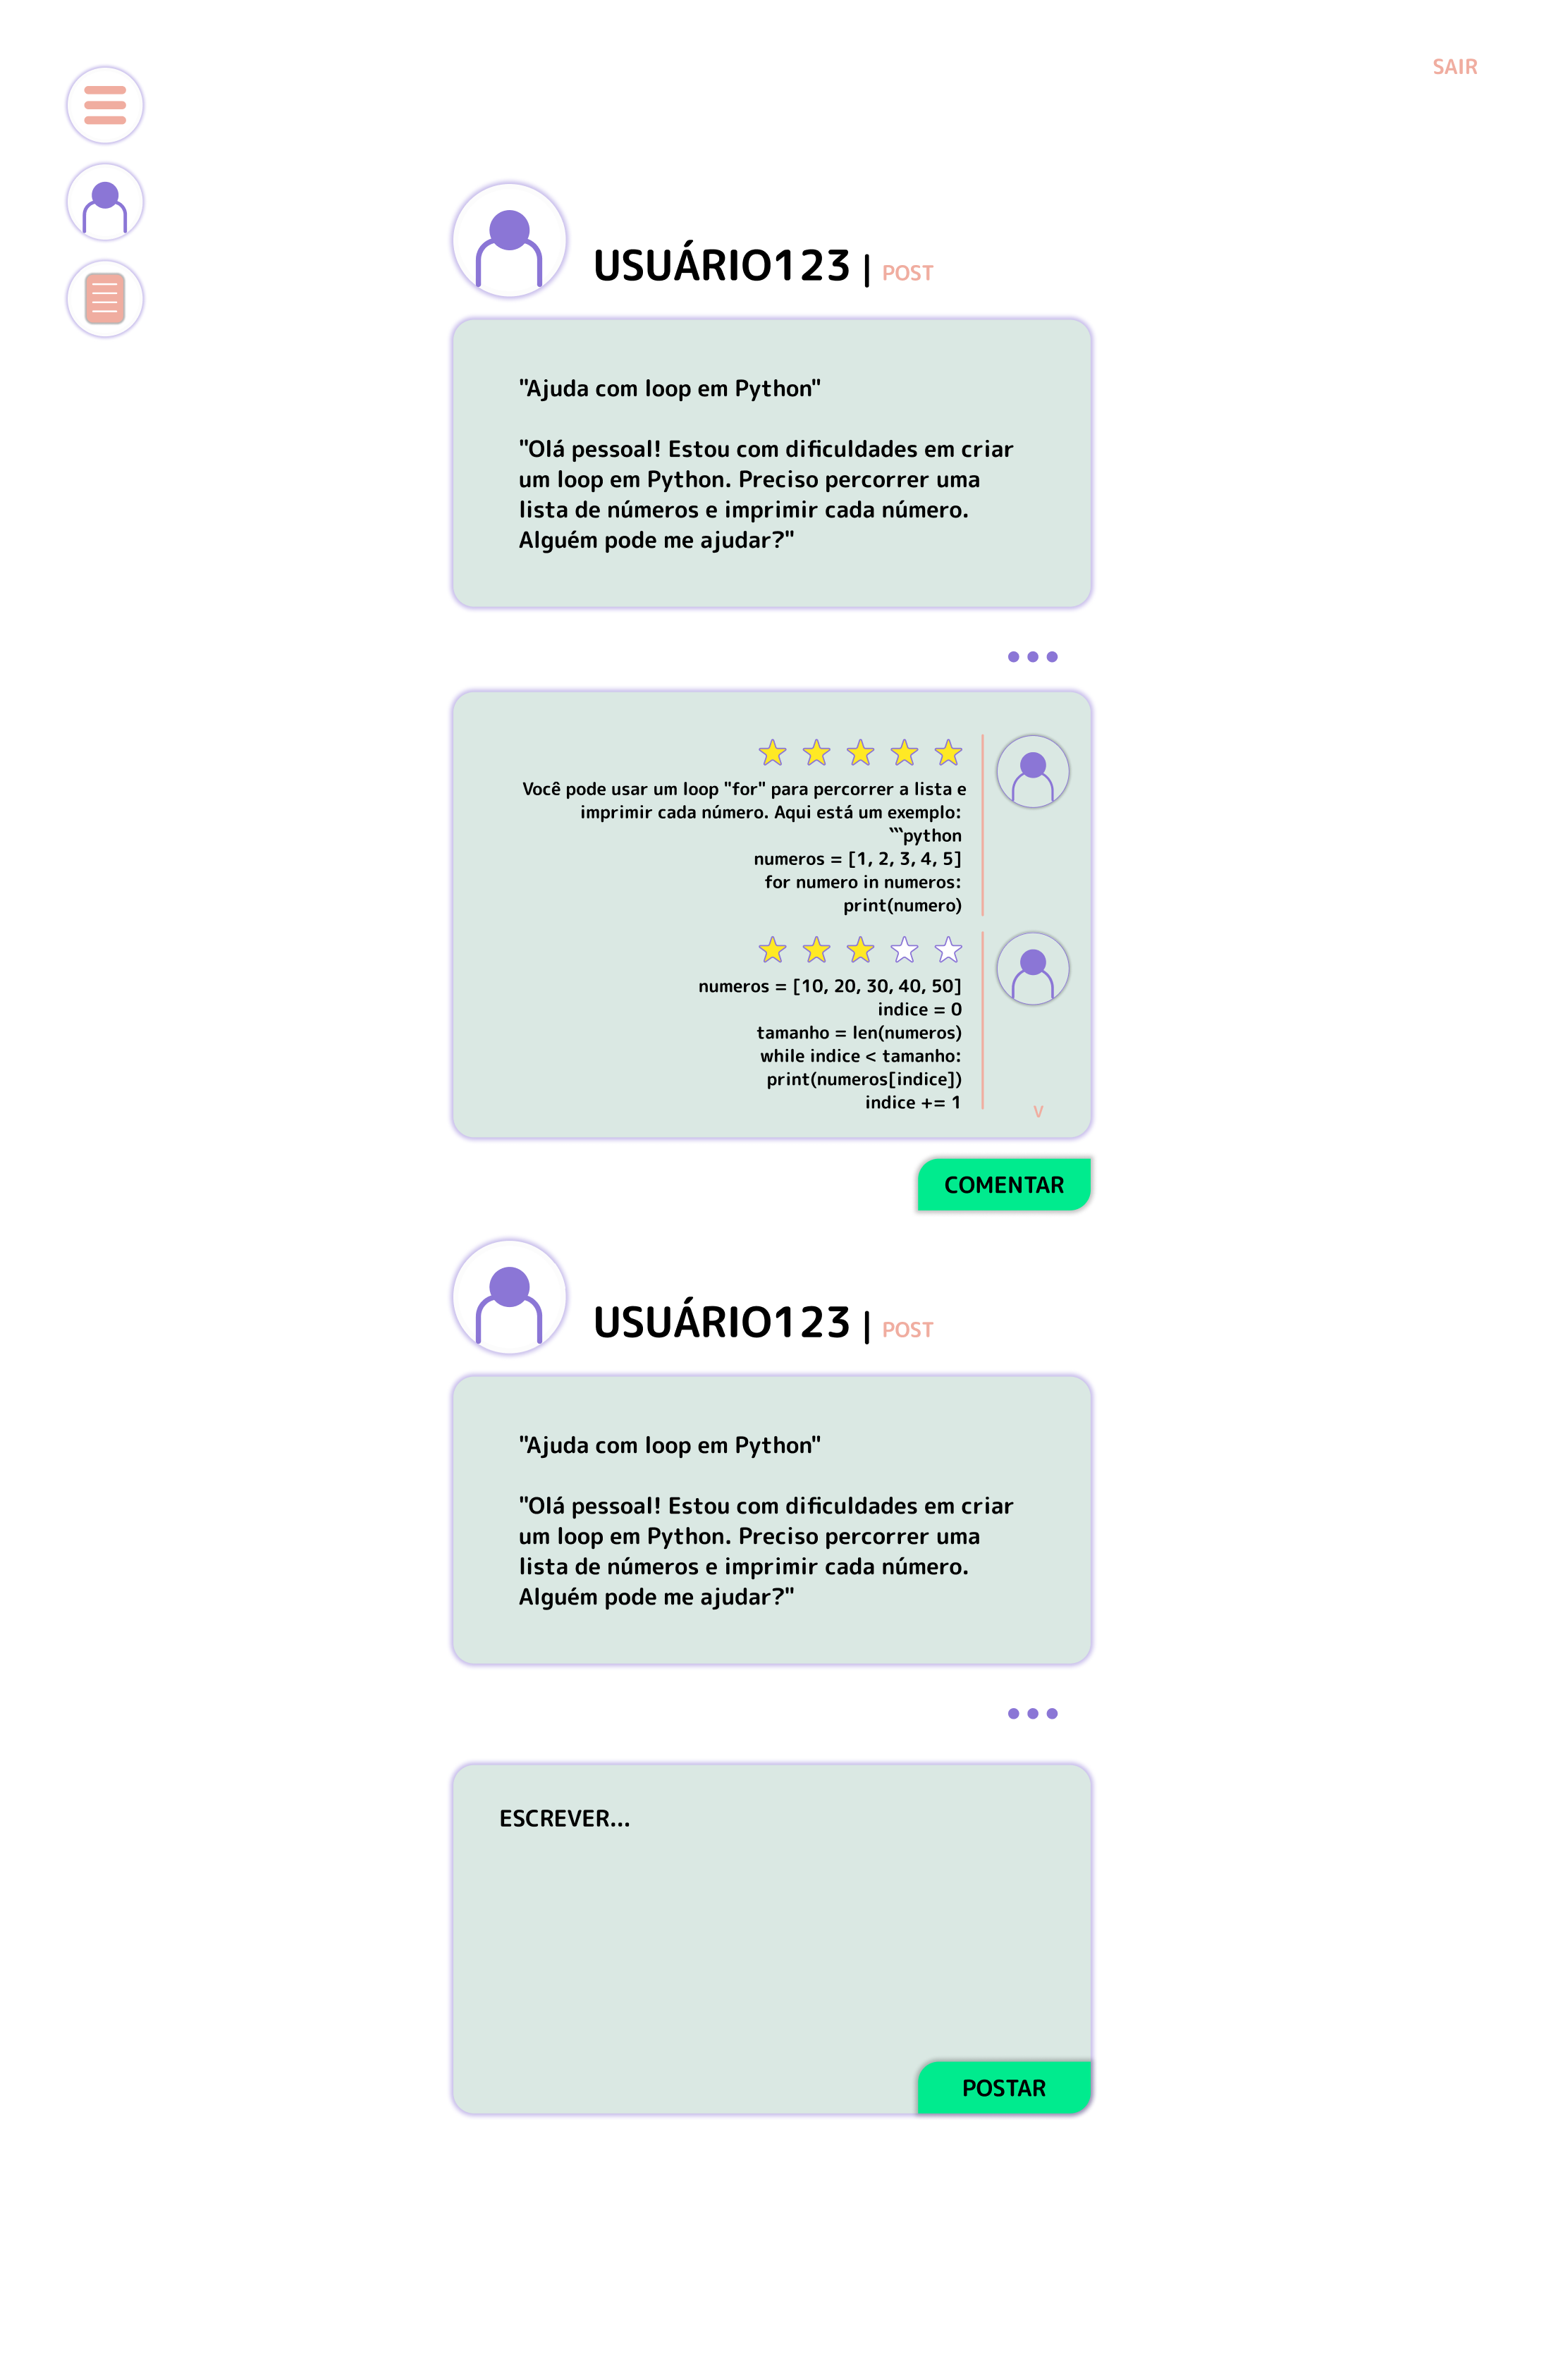 SAIR
USUÁRIO123 | POST
"Ajuda com loop em Python"
"Olá pessoal! Estou com dificuldades em criar
um loop em Python. Preciso percorrer uma
lista de números e imprimir cada número.
Alguém pode me ajudar?"
Você pode usar um loop "for" para percorrer a lista e
imprimir cada número. Aqui está um exemplo:
```python
numeros = [1, 2, 3, 4, 5]
for numero in numeros:
print(numero)
numeros = [10, 20, 30, 40, 50]
indice = 0
tamanho = len(numeros)
while indice < tamanho:
print(numeros[indice])
indice += 1
V
COMENTAR
USUÁRIO123 | POST
"Ajuda com loop em Python"
"Olá pessoal! Estou com dificuldades em criar
um loop em Python. Preciso percorrer uma
lista de números e imprimir cada número.
Alguém pode me ajudar?"
ESCREVER...
POSTAR